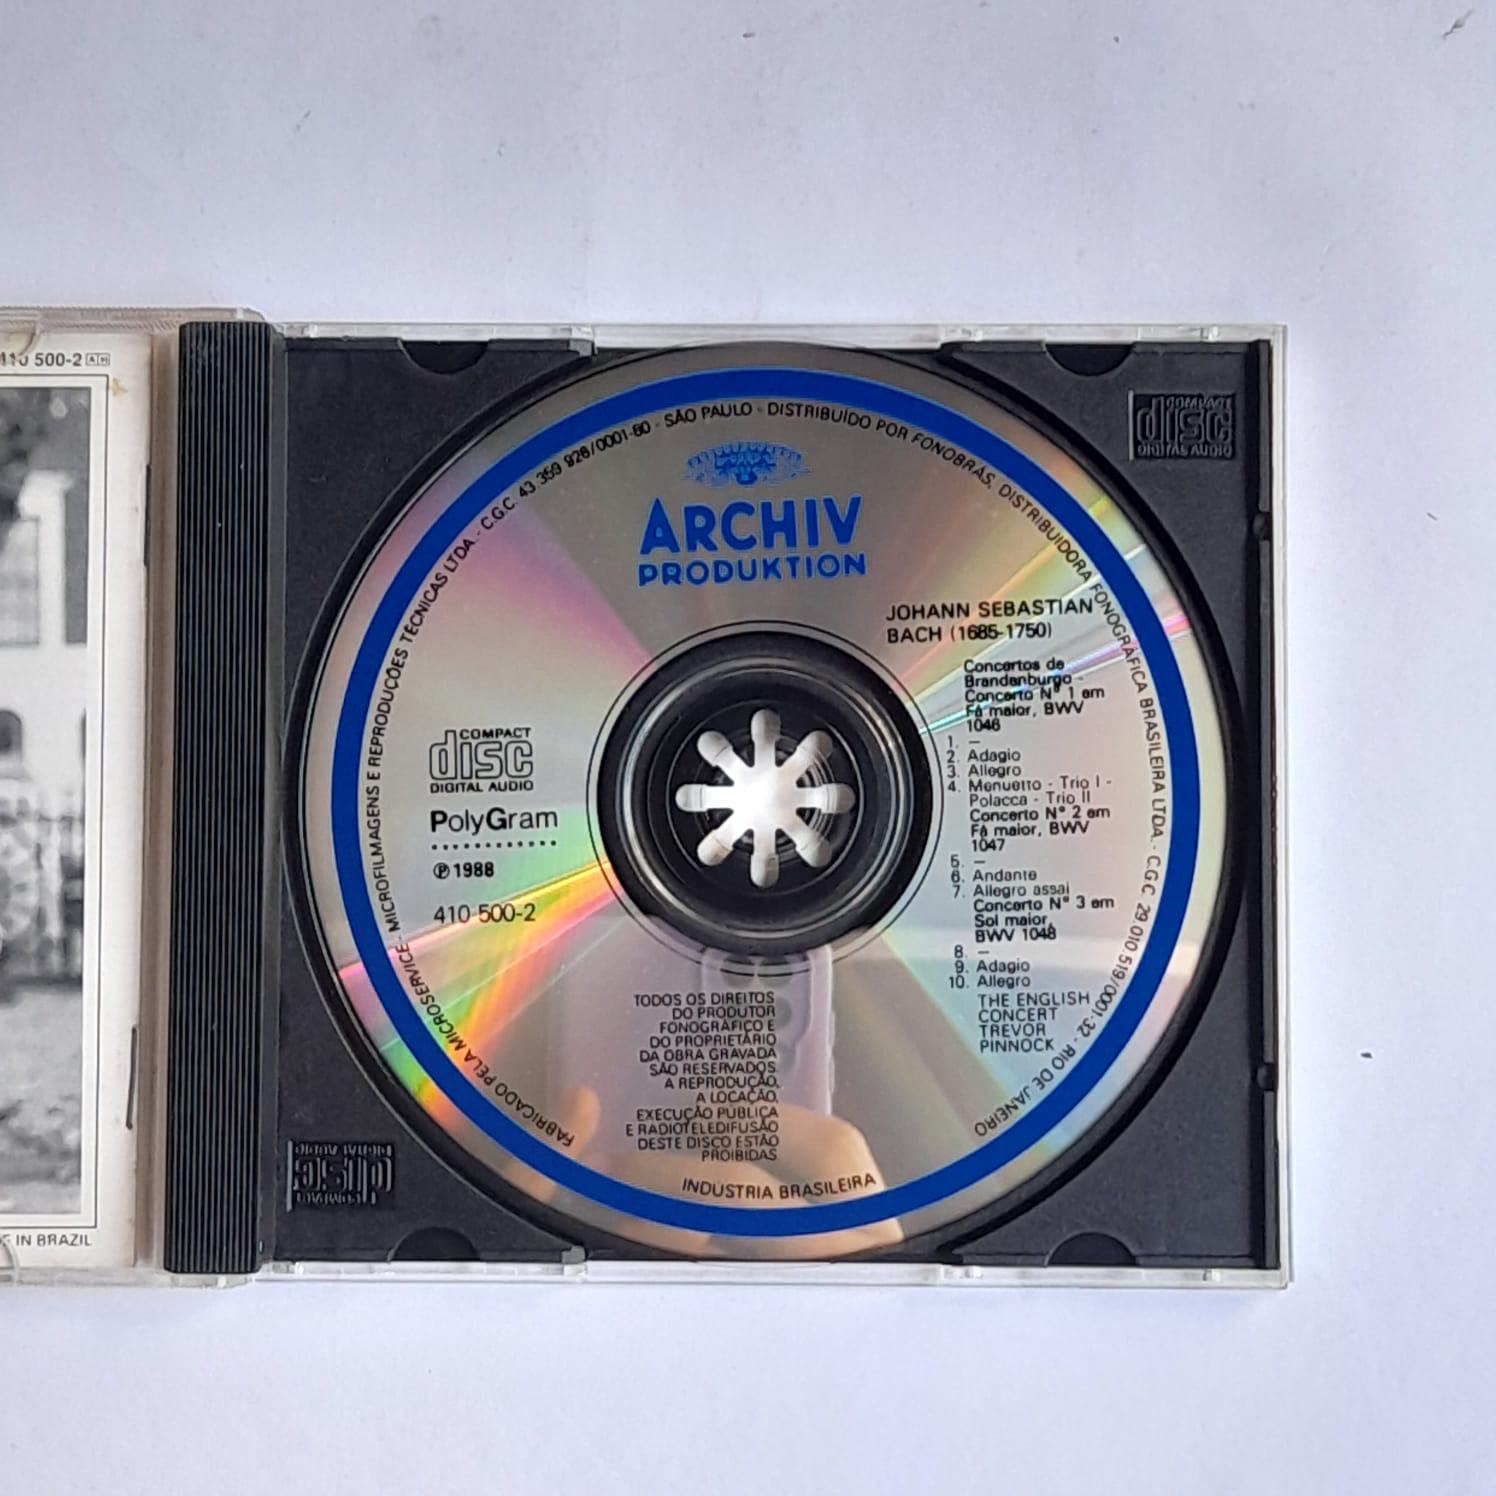 410 500-2 AH
IN BRAZIL
FABRICADO PELA MICROSERVICE - MICROFILMAGENS E REPRODUÇÕES TÉCNICAS LTDA. - C.G.C. 43 359 928/0001-60 - SÃO PAULO - DISTRIBUIDO POR FONOBRÁS, DISTRIBUIDORA FONOGRÁFICA BRASILEIRA LTDA. - C.G.C 29.010.519/0001-32 - RIO DE JANEIRO
ARCHIV
PRODUKTION
JOHANN SEBASTIAN
BACH (1685-1750)
Concertos de
Brandenburgo -
Concerto Nº 1 em
Fá maior, BWV
1046
1. –
2. Adagio
3. Allegro
4. Menuetto - Trio I -
Polacca - Trio II
Concerto Nº 2 em
Fá maior, BWV
1047
5. –
6. Andante
7. Allegro assai
Concerto Nº 3 em
Sol maior,
BWV 1048
8. –
9. Adagio
10. Allegro
THE ENGLISH
CONCERT
TREVOR
PINNOCK
COMPACT
disc
DIGITAL AUDIO
PolyGram
℗ 1988
410 500-2
TODOS OS DIREITOS
DO PRODUTOR
FONOGRÁFICO E
DO PROPRIETÁRIO
DA OBRA GRAVADA
SÃO RESERVADOS.
A REPRODUÇÃO,
A LOCAÇÃO,
EXECUÇÃO PÚBLICA
E RADIOTELEDIFUSÃO
DESTE DISCO ESTÃO
PROIBIDAS
INDUSTRIA BRASILEIRA
COMPACT
disc
DIGITAL AUDIO
COMPACT
disc
DIGITAL AUDIO